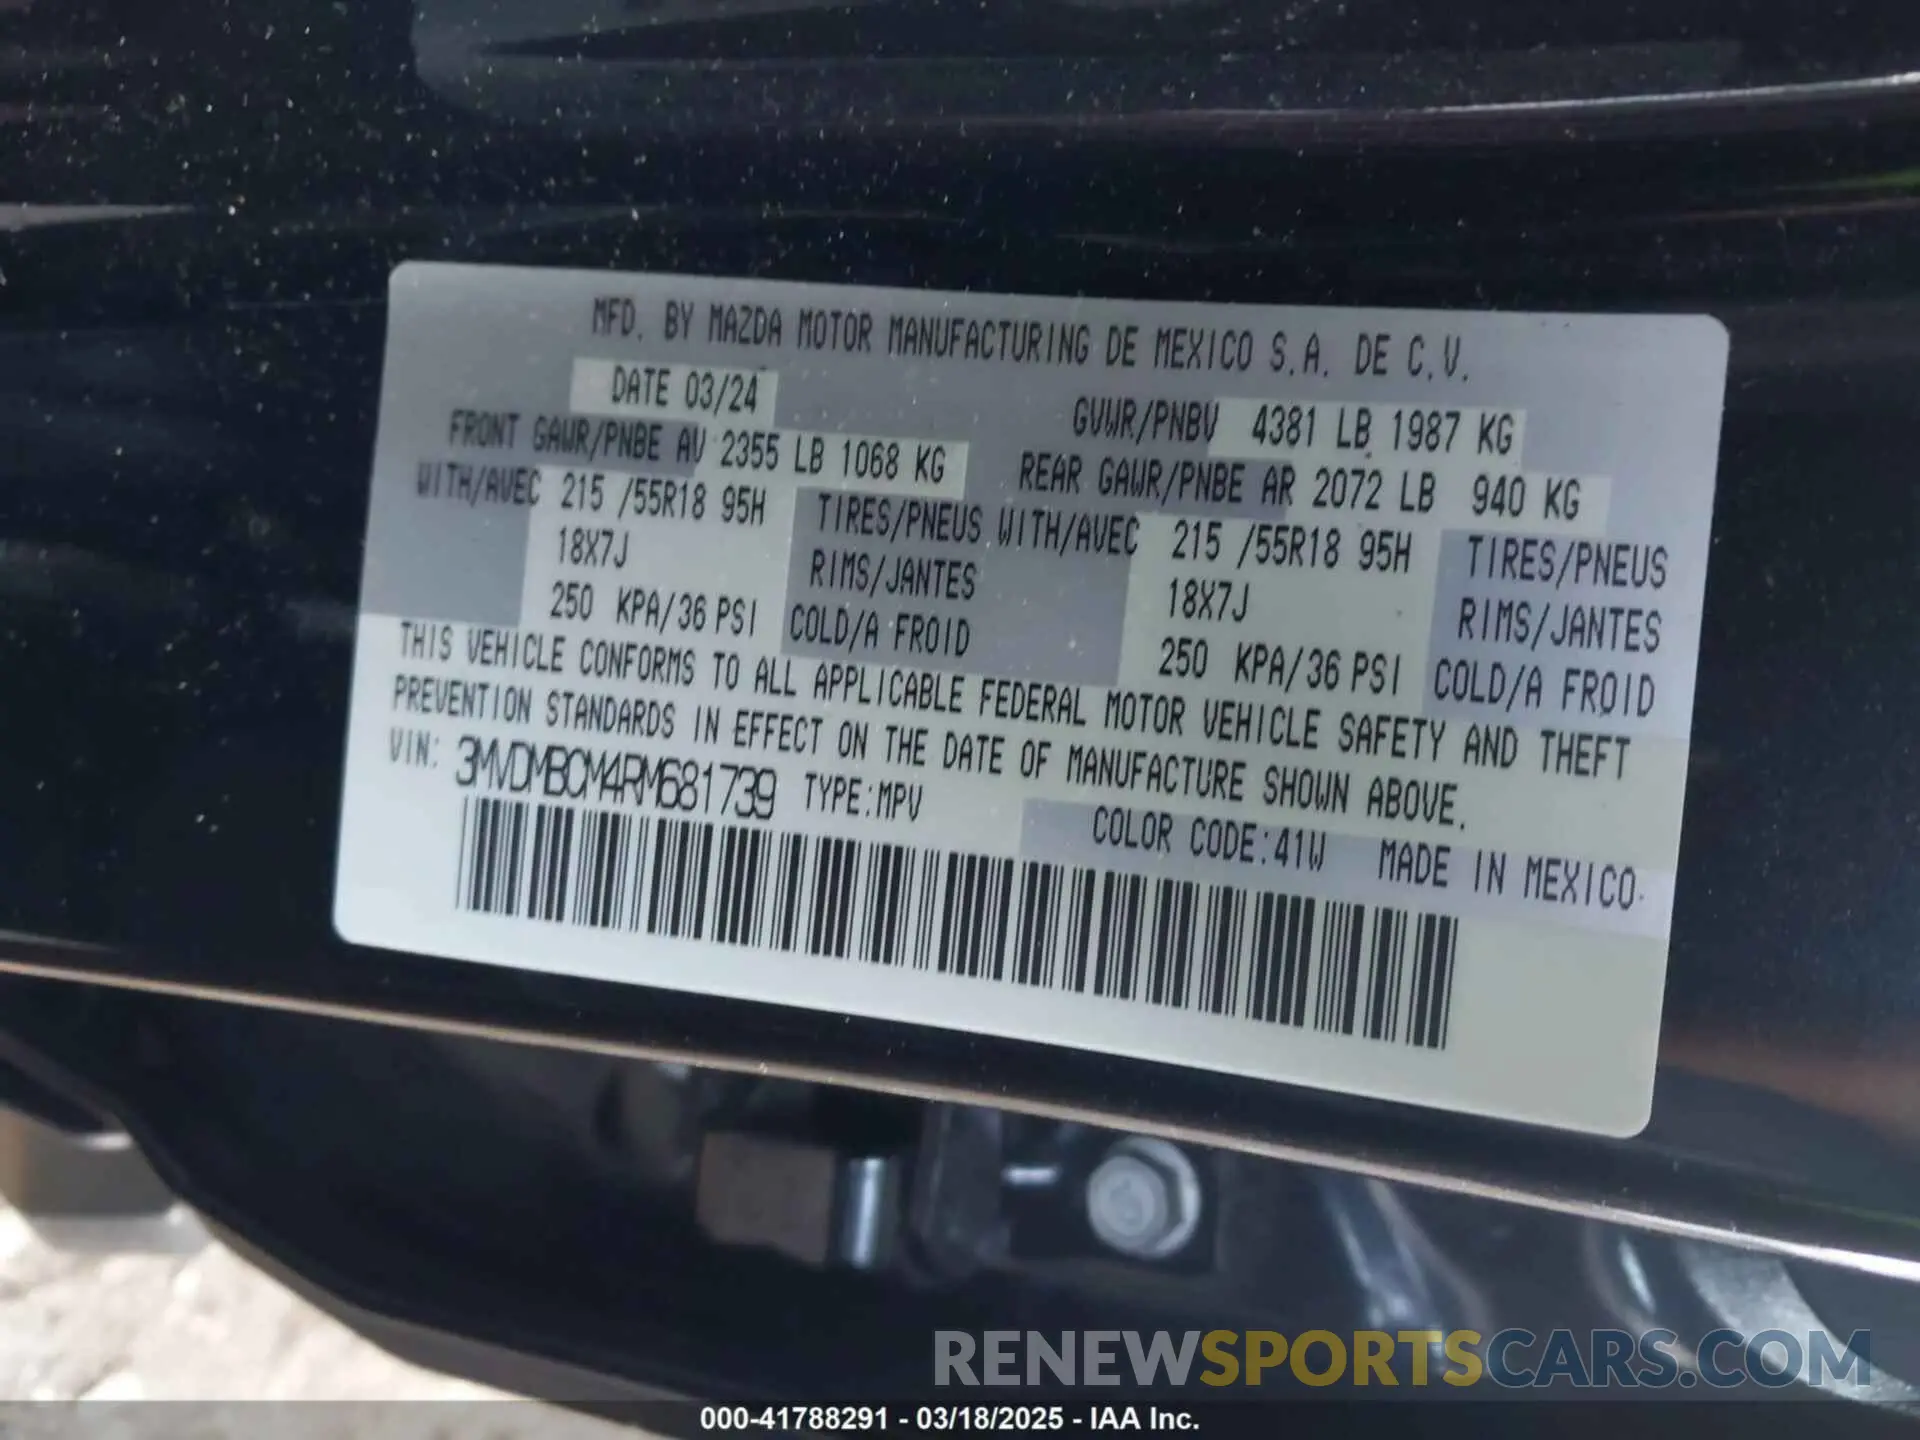 MFD. BY MAZDA MOTOR MANUFACTURING DE MEXICO S.A. DE C.V.
DATE 03/24
GVWR/PNBV 4381 LB 1987 KG
FRONT GAWR/PNBE AV 2355 LB 1068 KG
REAR GAWR/PNBE AR 2072 LB 940 KG
WITH/AVEC 215 /55R18 95H TIRES/PNEUS WITH/AVEC 215 /55R18 95H TIRES/PNEUS
18X7J RIMS/JANTES 18X7J RIMS/JANTES
250 KPA/36 PSI COLD/A FROID 250 KPA/36 PSI COLD/A FROID
THIS VEHICLE CONFORMS TO ALL APPLICABLE FEDERAL MOTOR VEHICLE SAFETY AND THEFT
PREVENTION STANDARDS IN EFFECT ON THE DATE OF MANUFACTURE SHOWN ABOVE.
VIN: 3MVDMBCM4RM681739 TYPE:MPV
COLOR CODE:41W MADE IN MEXICO
RENEWSPORTSCARS.COM
000-41788291 - 03/18/2025 - IAA Inc.